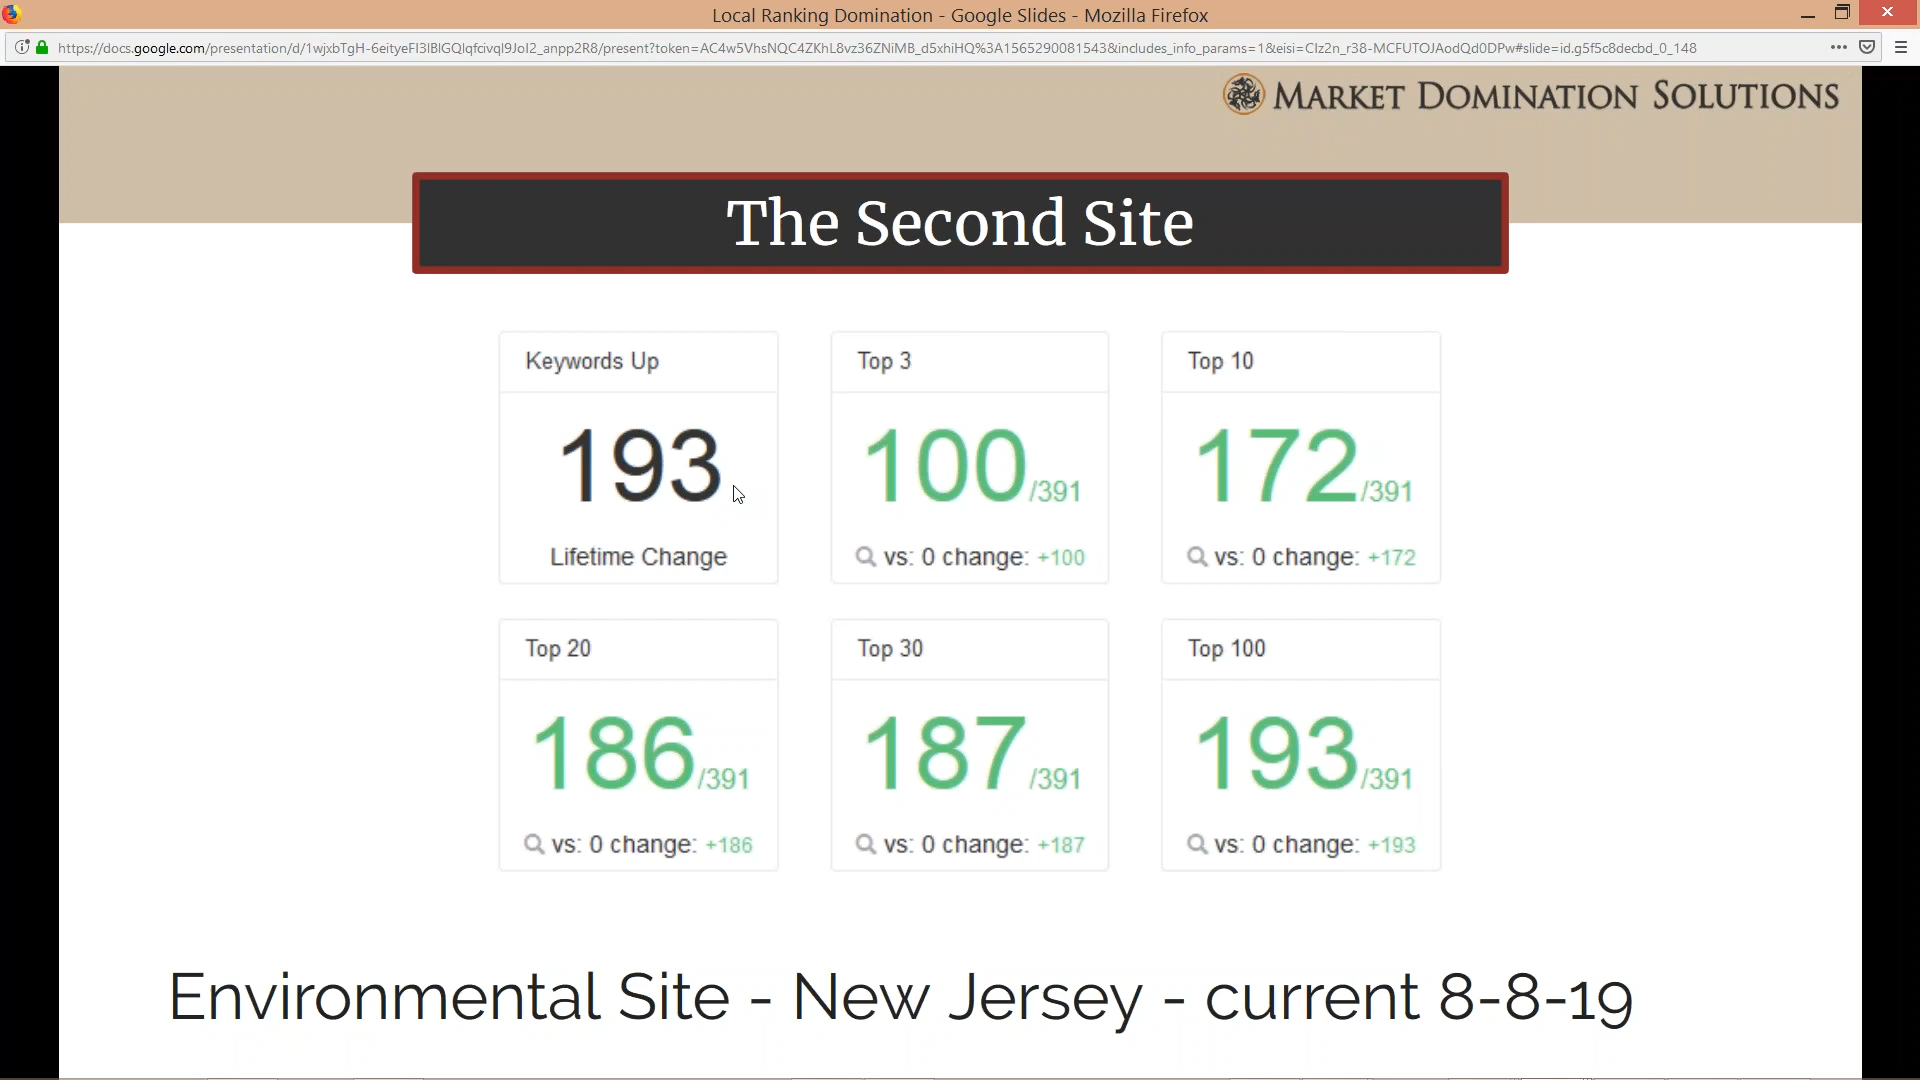 Local Ranking Domination - Google Slides - Mozilla Firefox
https://docs.google.com/presentation/d/1wjxbTgH-6eityeFI3lBlGQlqfcivql9JoI2_anpp2R8/present?token=AC4w5VhsNQC4ZKhL8vz36ZNiMB_d5xhiHQ%3A1565290081543&includes_info_params=1&eisi=CIz2n_r38-MCFUTOJAodQd0DPw#slide=id.g5f5c8decbd_0_148
MARKET DOMINATION SOLUTIONS
The Second Site
Keywords Up
193
Lifetime Change
Top 3
100/391
vs: 0 change: +100
Top 10
172/391
vs: 0 change: +172
Top 20
186/391
vs: 0 change: +186
Top 30
187/391
vs: 0 change: +187
Top 100
193/391
vs: 0 change: +193
Environmental Site - New Jersey - current 8-8-19